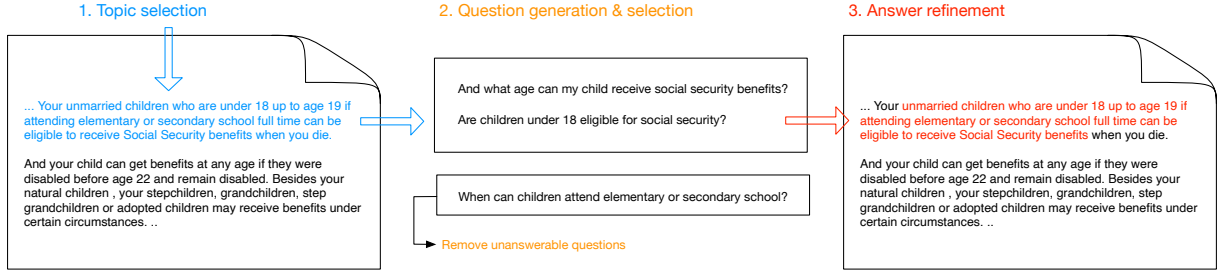 1. Topic selection
... Your unmarried children who are under 18 up to age 19 if
attending elementary or secondary school full time can be
eligible to receive Social Security benefits when you die.
And your child can get benefits at any age if they were
disabled before age 22 and remain disabled. Besides your
natural children , your stepchildren, grandchildren, step
grandchildren or adopted children may receive benefits under
certain circumstances. ..
2. Question generation & selection
And what age can my child receive social security benefits?
Are children under 18 eligible for social security?
When can children attend elementary or secondary school?
Remove unanswerable questions
3. Answer refinement
... Your unmarried children who are under 18 up to age 19 if
attending elementary or secondary school full time can be
eligible to receive Social Security benefits when you die.
And your child can get benefits at any age if they were
disabled before age 22 and remain disabled. Besides your
natural children , your stepchildren, grandchildren, step
grandchildren or adopted children may receive benefits under
certain circumstances. ..